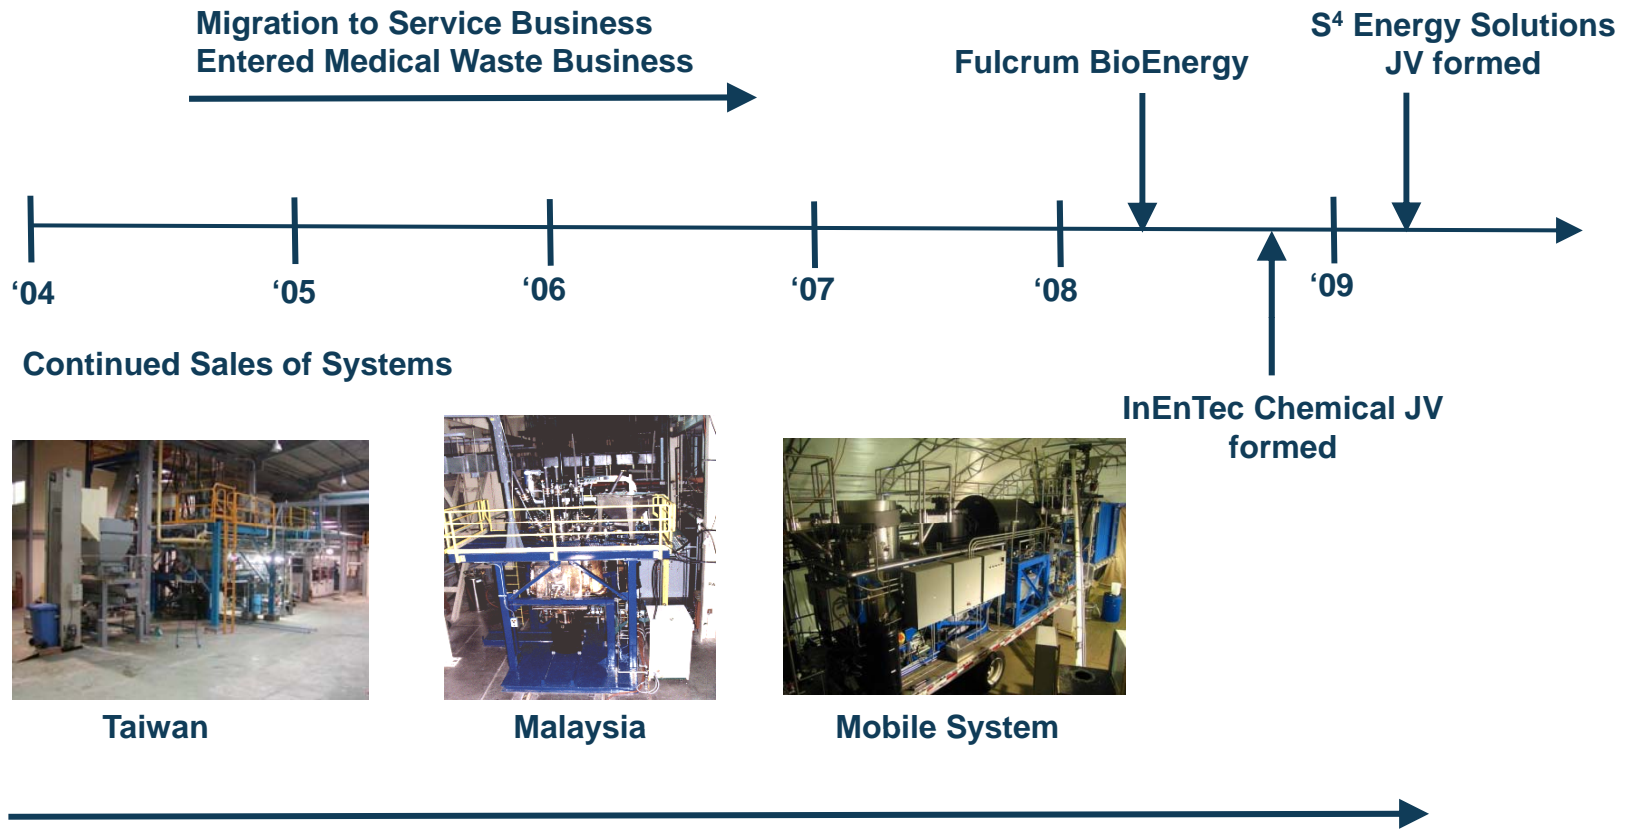 Migration to Service Business
Entered Medical Waste Business
Fulcrum BioEnergy
S⁴ Energy Solutions
JV formed
‘04
‘05
‘06
‘07
‘08
‘09
Continued Sales of Systems
InEnTec Chemical JV
formed
Taiwan
Malaysia
Mobile System